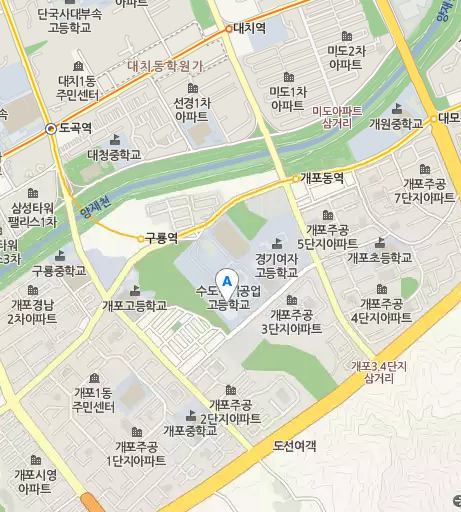 단국사대부속
고등학교
양재천
대치역
대치1동
주민센터
대치동학원가
미도2차
아파트
선경1차
아파트
미도1차
아파트
미도아파트
삼거리
개원중학교
대모
도곡역
대청중학교
개포동역
개포주공
7단지아파트
삼성타워
팰리스1차
양재천
구룡역
개포주공
5단지아파트
타워
스3차
구룡중학교
경기여자
고등학교
개포초등학교
A
개포경남
2차아파트
개포고등학교
수도
공업
고등학교
개포주공
3단지아파트
개포주공
4단지아파트
개포3,4단지
삼거리
개포1동
주민센터
개포주공
2단지아파트
개포중학교
개포주공
1단지아파트
도선여객
개포시영
아파트